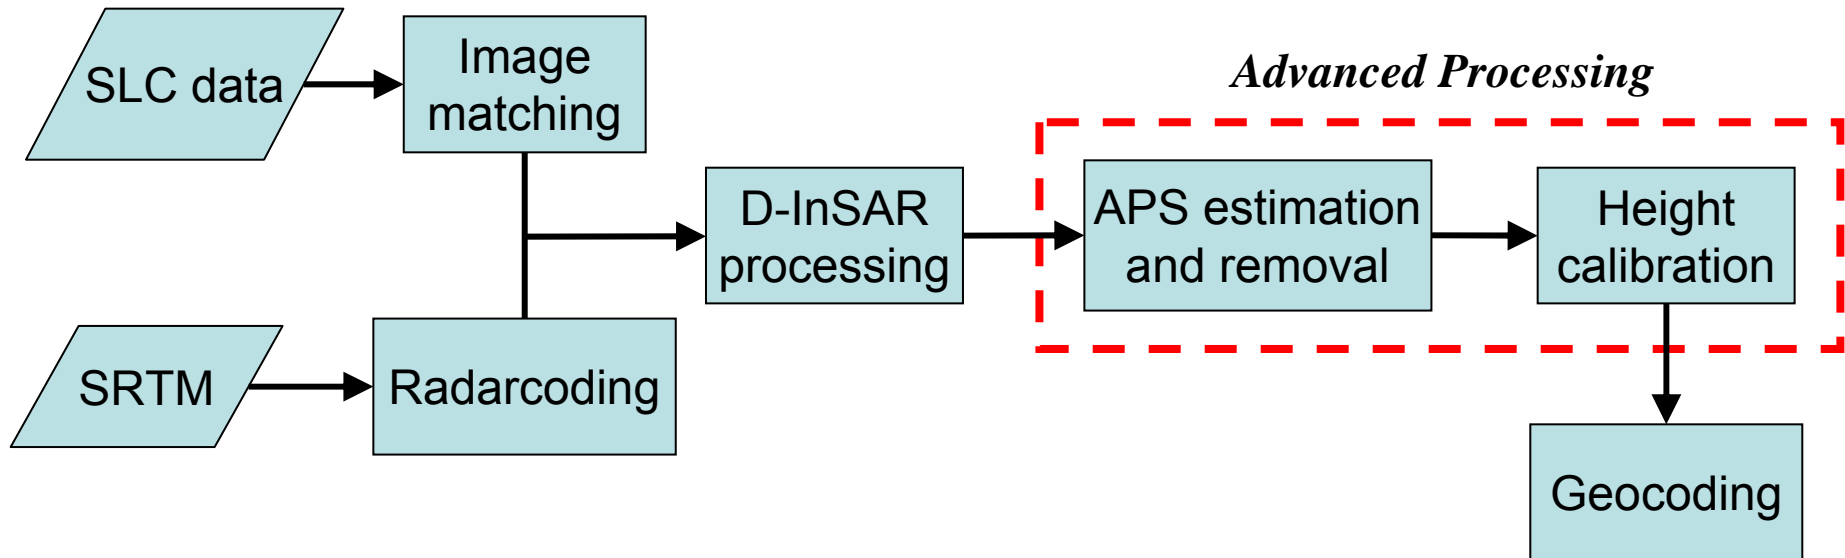 SLC data
Image
matching
Advanced Processing
D-InSAR
processing
APS estimation
and removal
Height
calibration
SRTM
Radarcoding
Geocoding